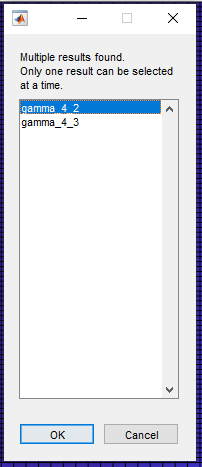 Multiple results found.
Only one result can be selected
at a time.
gamma_4_2
gamma_4_3
OK
Cancel